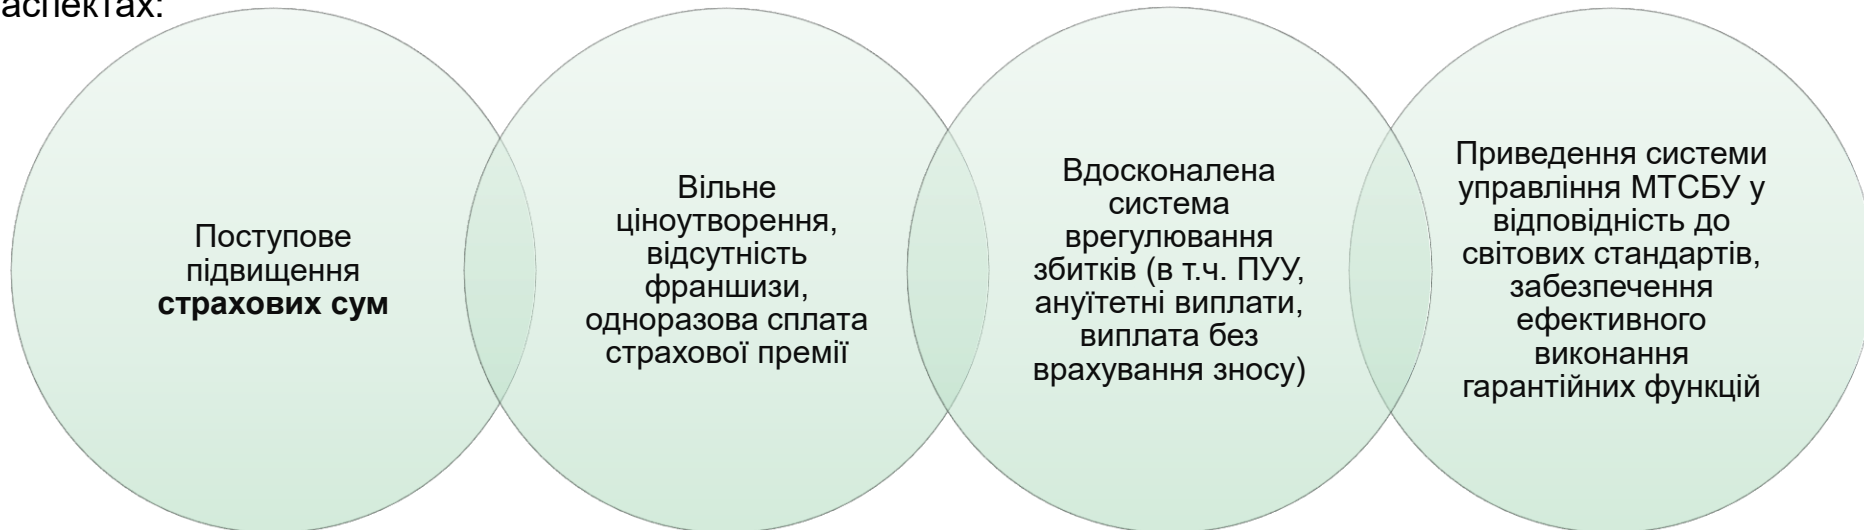 аспектах:
Поступове
підвищення
страхових сум
Вільне
ціноутворення,
відсутність
франшизи,
одноразова сплата
страхової премії
Вдосконалена
система
врегулювання
збитків (в т.ч. ПУУ,
ануїтетні виплати,
виплата без
врахування зносу)
Приведення системи
управління МТСБУ у
відповідність до
світових стандартів,
забезпечення
ефективного
виконання
гарантійних функцій